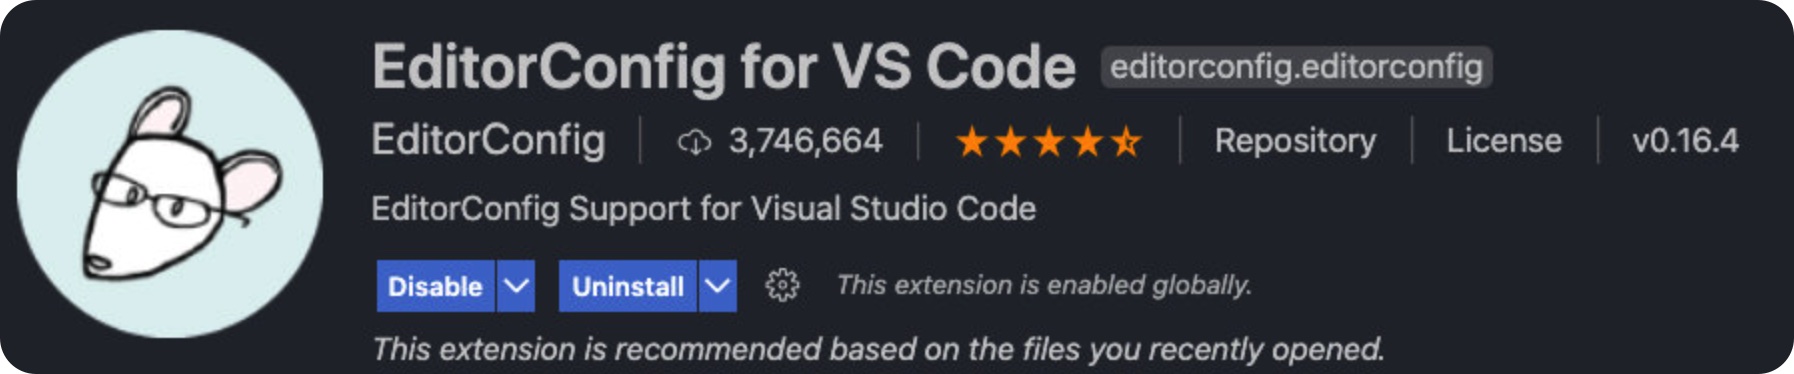 EditorConfig for VS Code editorconfig.editorconfig
EditorConfig 3,746,664 Repository License v0.16.4
EditorConfig Support for Visual Studio Code
Disable Uninstall This extension is enabled globally.
This extension is recommended based on the files you recently opened.